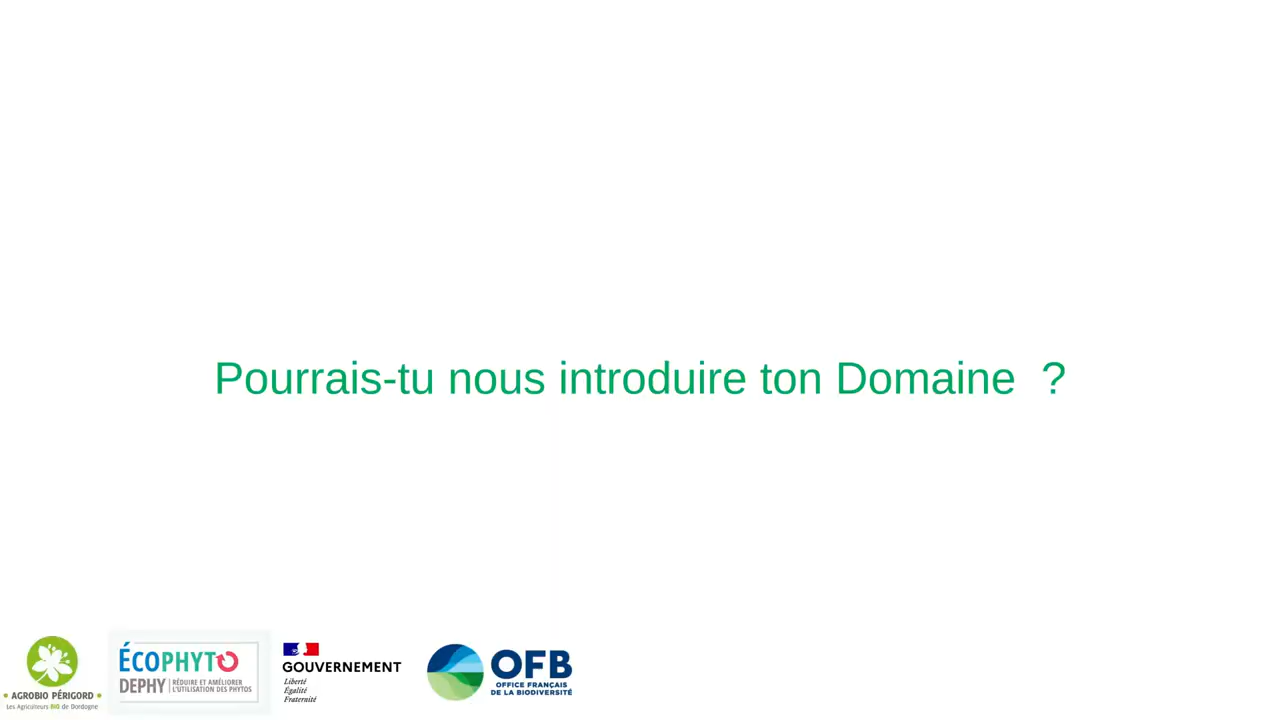 Pourrais-tu nous introduire ton Domaine  ?
• AGROBIO PÉRIGORD •
Les Agriculteurs BIO de Dordogne
ÉCOPHYTO
DEPHY
RÉDUIRE ET AMÉLIORER
L'UTILISATION DES PHYTOS
GOUVERNEMENT
Liberté
Égalité
Fraternité
OFB
OFFICE FRANÇAIS
DE LA BIODIVERSITÉ